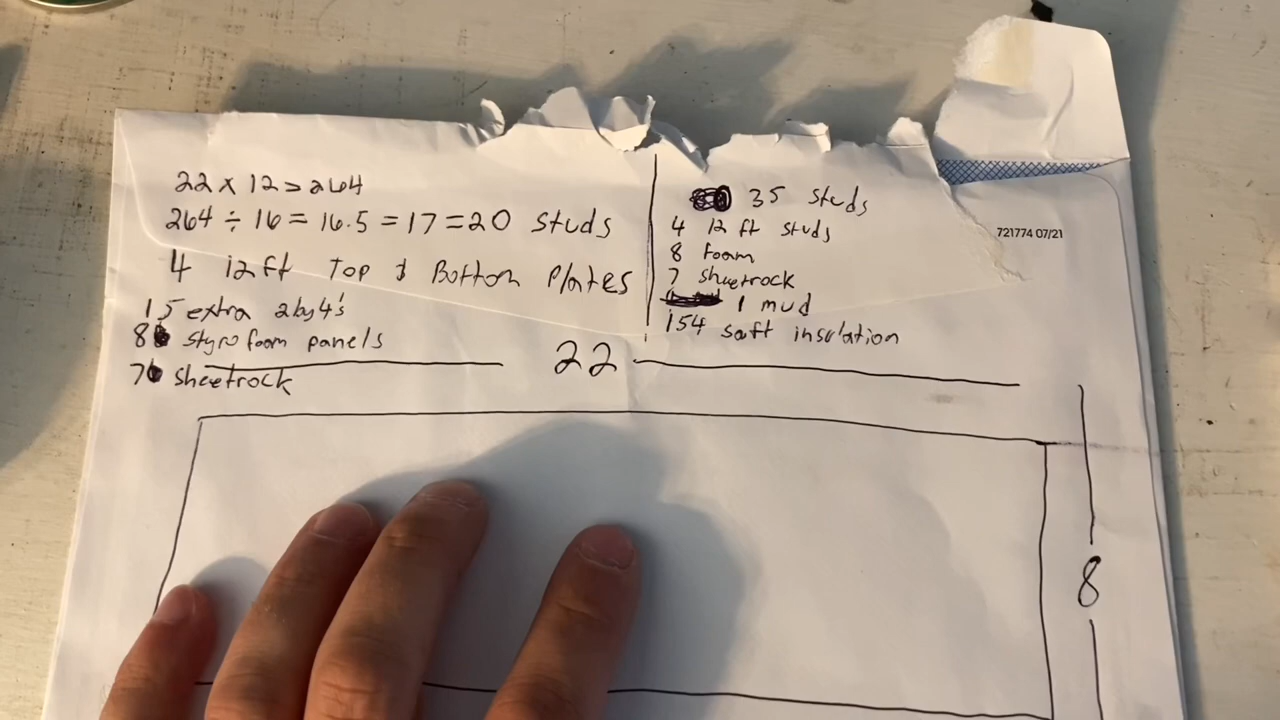 22 x 12 = 264
264 ÷ 16 = 16.5 = 17 = 20 studs
4 12ft Top & Bottom Plates
15 extra 2by4's
8 styrofoam panels
7 sheetrock
35 studs
4 12 ft studs
8 Foam
7 sheetrock
1 mud
154 sqft insulation
721774 07/21
22
8